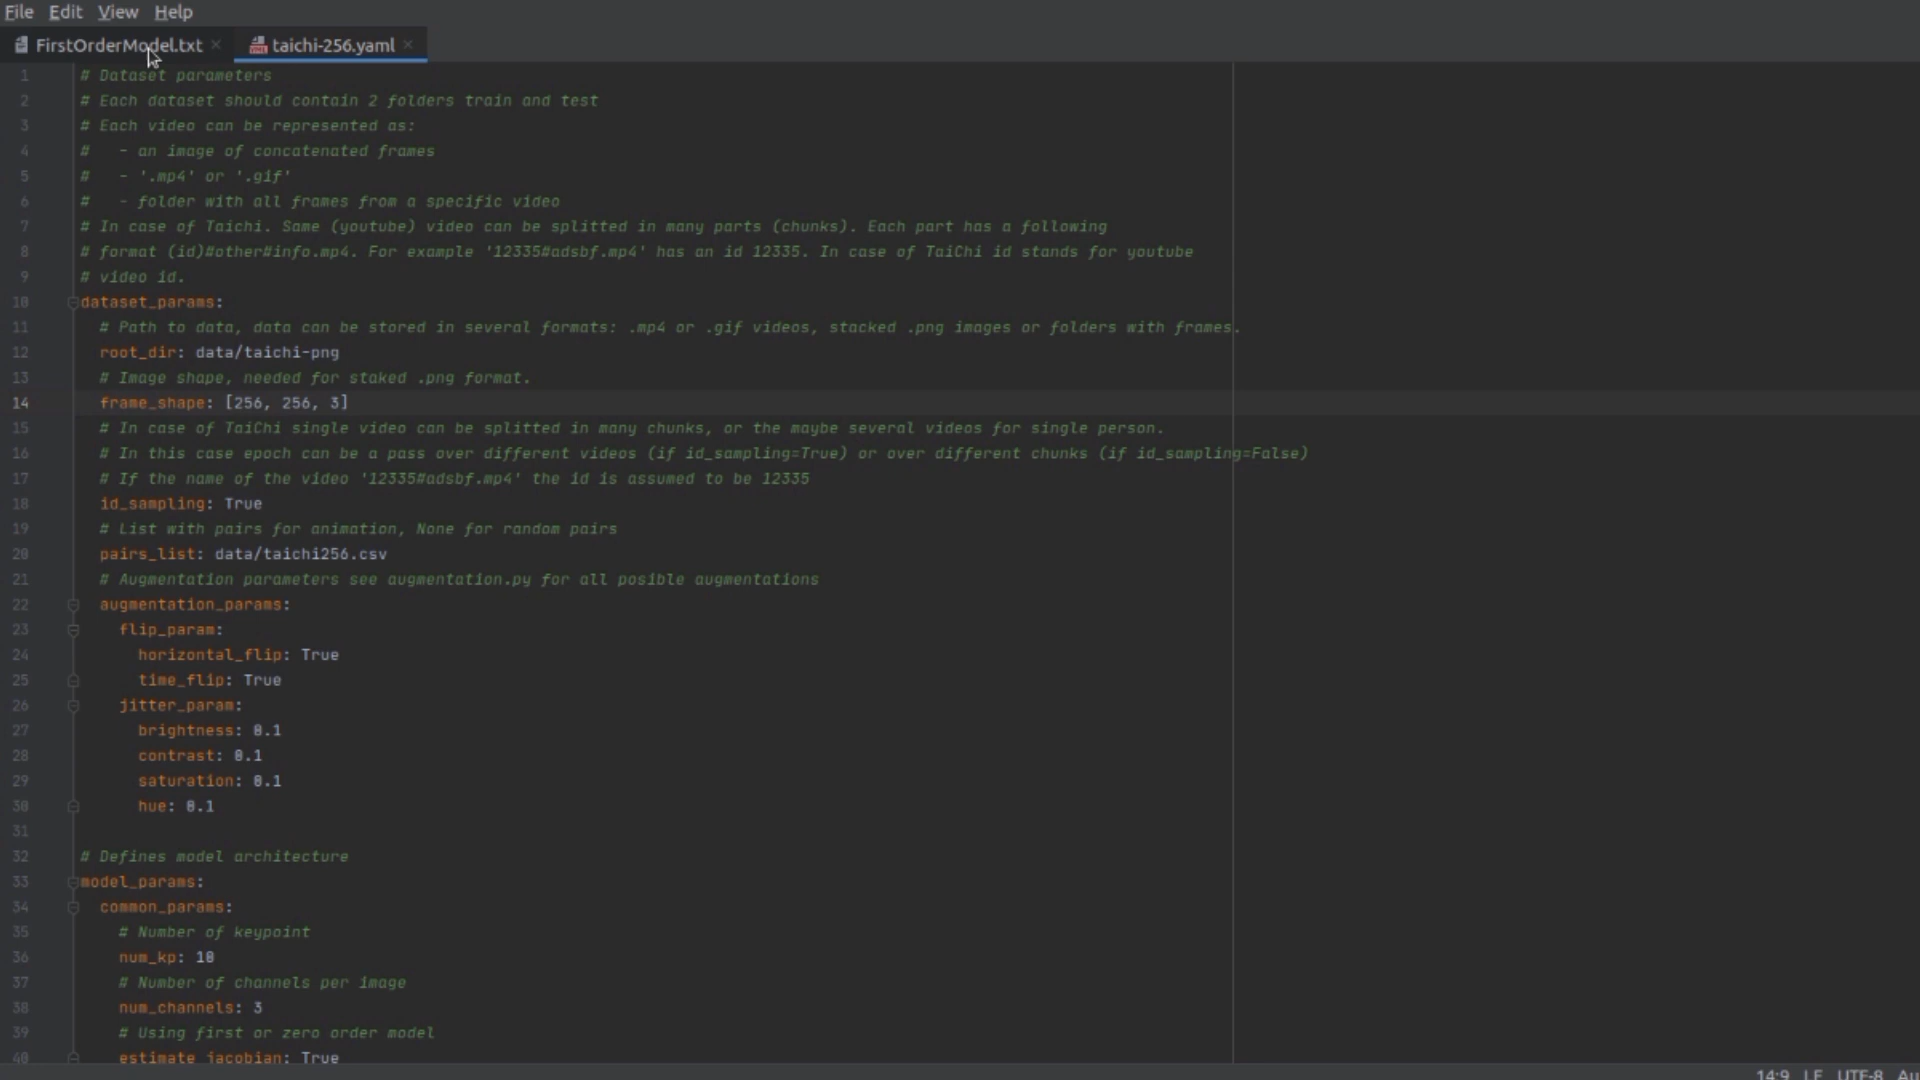 File Edit View Help
FirstOrderModel.txt taichi-256.yaml
1 # Dataset parameters
2 # Each dataset should contain 2 folders train and test
3 # Each video can be represented as:
4 #   - an image of concatenated frames
5 #   - '.mp4' or '.gif'
6 #   - folder with all frames from a specific video
7 # In case of Taichi. Same (youtube) video can be splitted in many parts (chunks). Each part has a following
8 # format (id)#other#info.mp4. For example '12335#adsbf.mp4' has an id 12335. In case of TaiChi id stands for youtube
9 # video id.
10 dataset_params:
11   # Path to data, data can be stored in several formats: .mp4 or .gif videos, stacked .png images or folders with frames.
12   root_dir: data/taichi-png
13   # Image shape, needed for staked .png format.
14   frame_shape: [256, 256, 3]
15   # In case of TaiChi single video can be splitted in many chunks, or the maybe several videos for single person.
16   # In this case epoch can be a pass over different videos (if id_sampling=True) or over different chunks (if id_sampling=False)
17   # If the name of the video '12335#adsbf.mp4' the id is assumed to be 12335
18   id_sampling: True
19   # List with pairs for animation, None for random pairs
20   pairs_list: data/taichi256.csv
21   # Augmentation parameters see augmentation.py for all posible augmentations
22   augmentation_params:
23     flip_param:
24       horizontal_flip: True
25       time_flip: True
26     jitter_param:
27       brightness: 0.1
28       contrast: 0.1
29       saturation: 0.1
30       hue: 0.1
31
32 # Defines model architecture
33 model_params:
34   common_params:
35     # Number of keypoint
36     num_kp: 10
37     # Number of channels per image
38     num_channels: 3
39     # Using first or zero order model
40     estimate_jacobian: True
14:9 LF UTF-8 Au